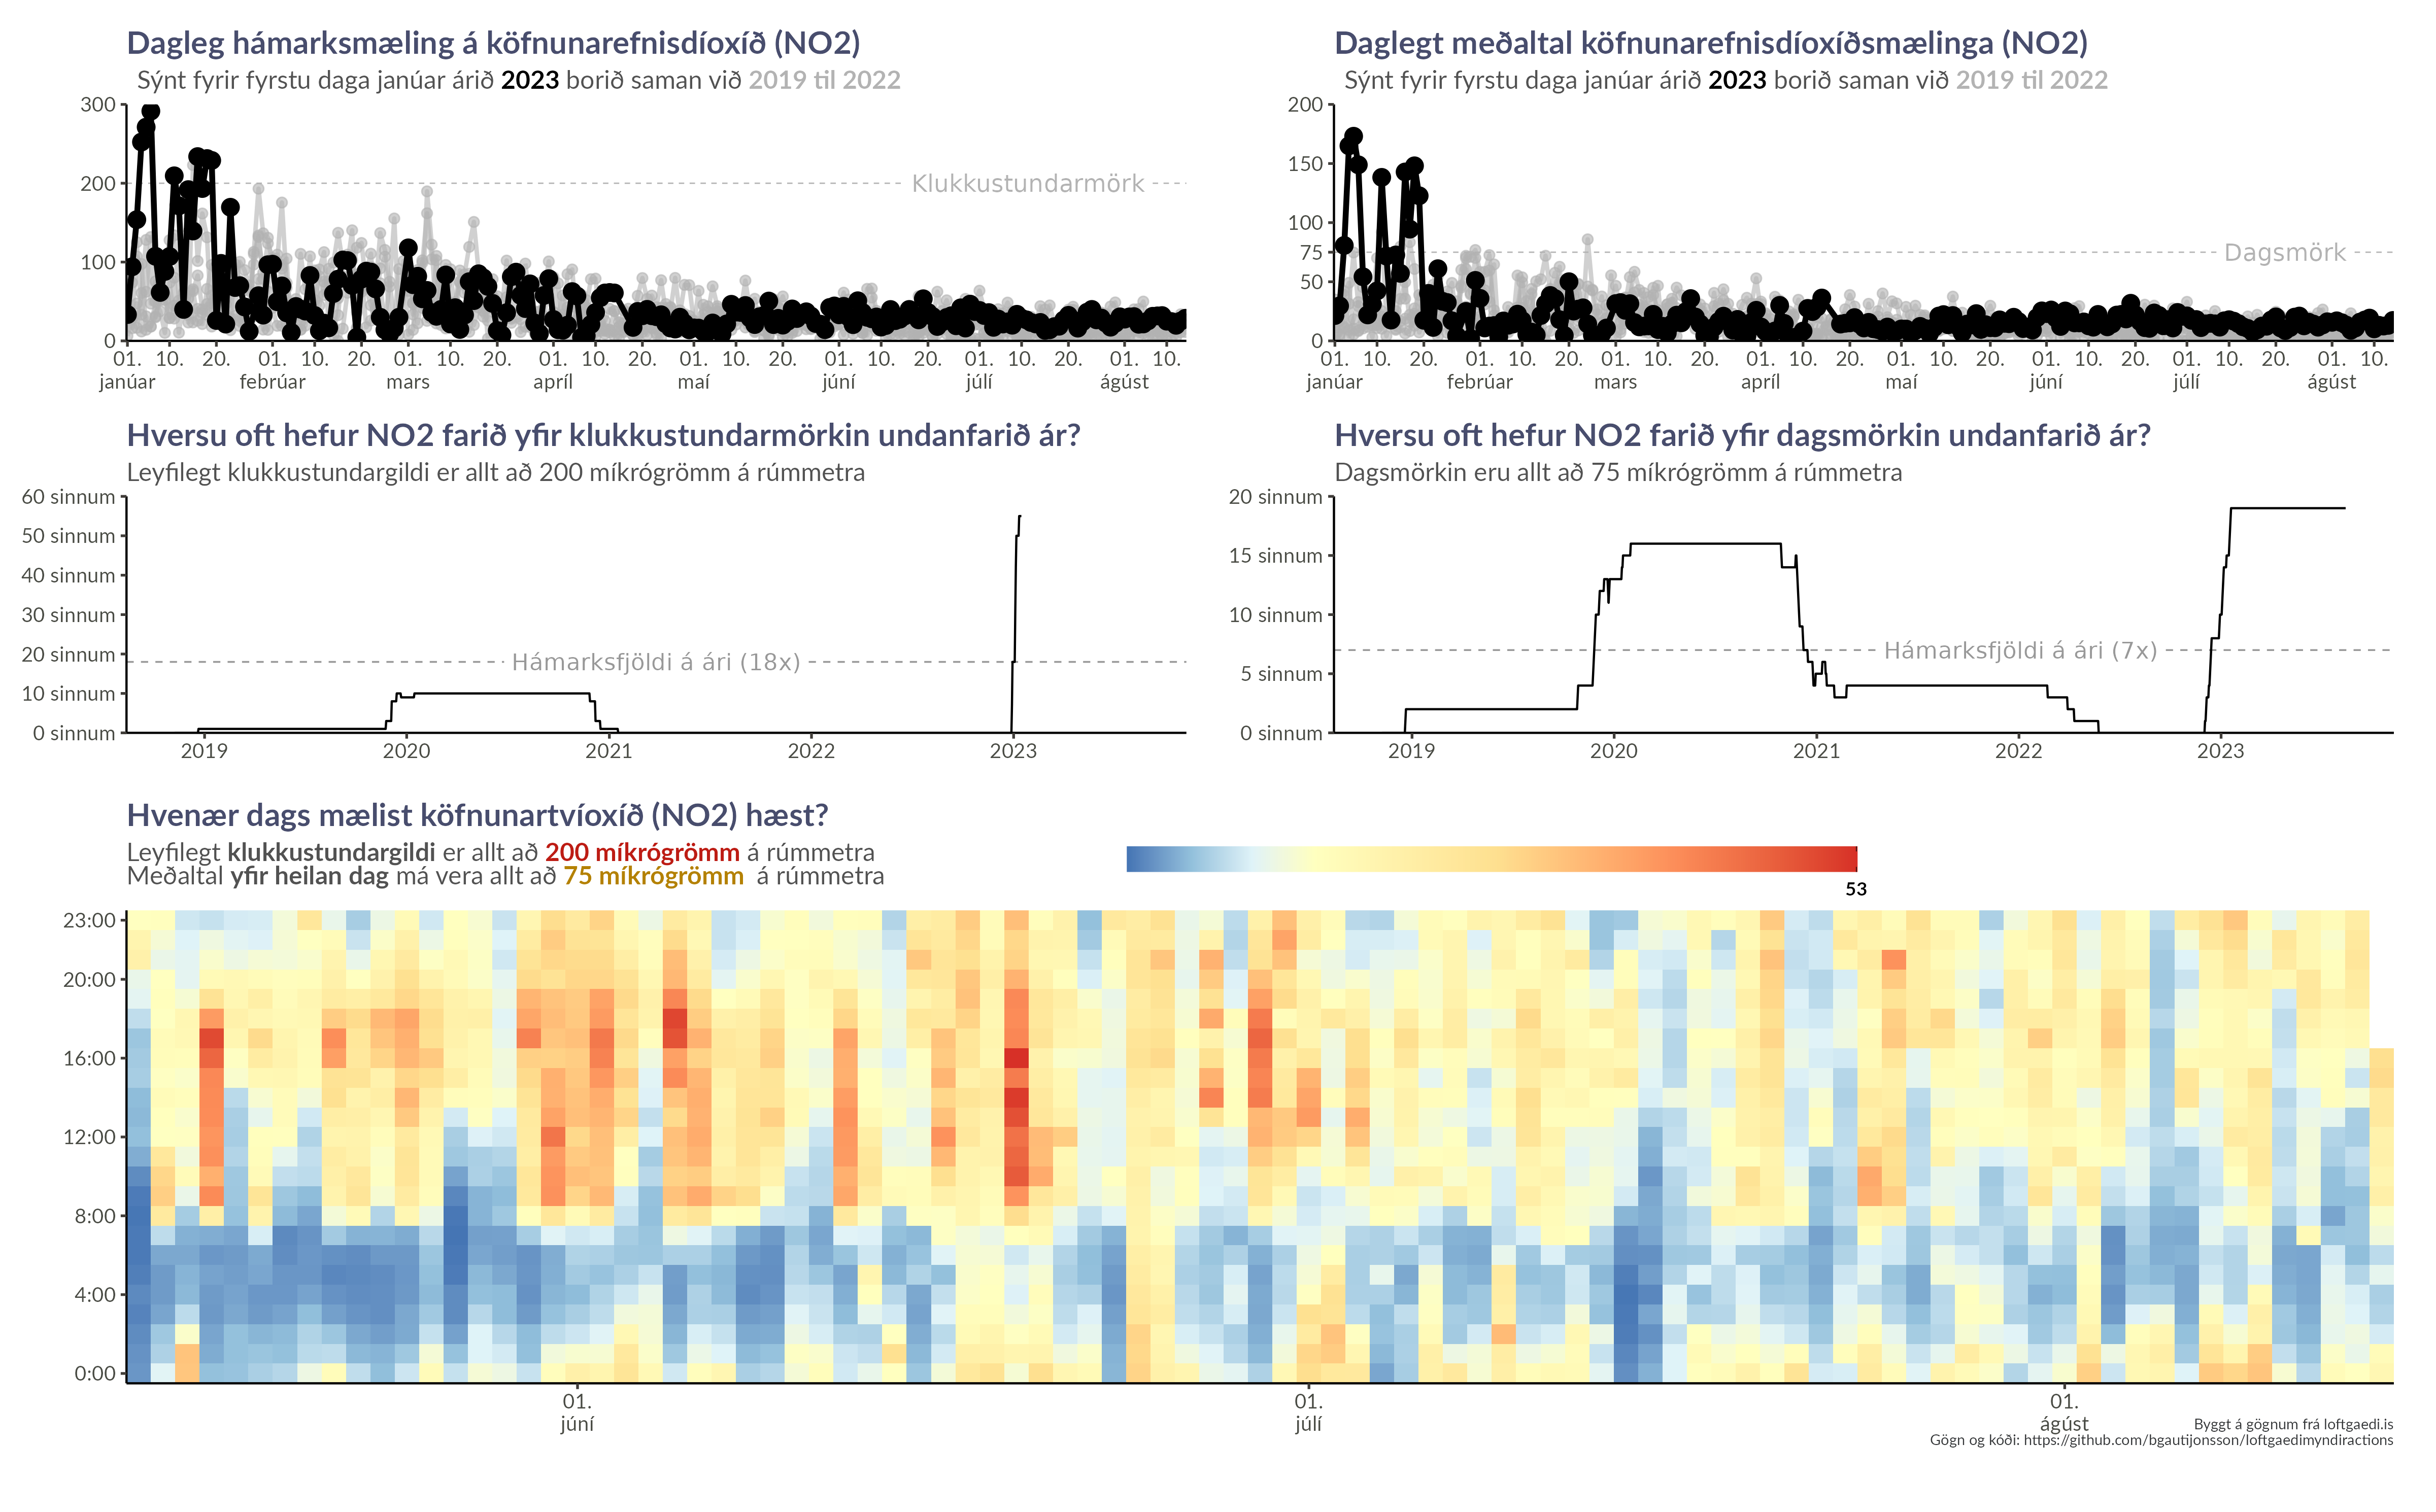 Dagleg hámarksmæling á köfnunarefnisdíoxíð (NO2)
Sýnt fyrir fyrstu daga janúar árið 2023 borið saman við 2019 til 2022
300
200
100
0
Klukkustundarmörk
01. 10. 20. 01. 10. 20. 01. 10. 20. 01. 10. 20. 01. 10. 20. 01. 10. 20. 01. 10. 20. 01. 10.
janúar febrúar mars apríl maí júní júlí ágúst
Daglegt meðaltal köfnunarefnisdíoxíðsmælinga (NO2)
Sýnt fyrir fyrstu daga janúar árið 2023 borið saman við 2019 til 2022
200
150
100
75
50
0
Dagsmörk
01. 10. 20. 01. 10. 20. 01. 10. 20. 01. 10. 20. 01. 10. 20. 01. 10. 20. 01. 10. 20. 01. 10.
janúar febrúar mars apríl maí júní júlí ágúst
Hversu oft hefur NO2 farið yfir klukkustundarmörkin undanfarið ár?
Leyfilegt klukkustundargildi er allt að 200 míkrógrömm á rúmmetra
60 sinnum
50 sinnum
40 sinnum
30 sinnum
20 sinnum
10 sinnum
0 sinnum
Hámarksfjöldi á ári (18x)
2019 2020 2021 2022 2023
Hversu oft hefur NO2 farið yfir dagsmörkin undanfarið ár?
Dagsmörkin eru allt að 75 míkrógrömm á rúmmetra
20 sinnum
15 sinnum
10 sinnum
5 sinnum
0 sinnum
Hámarksfjöldi á ári (7x)
2019 2020 2021 2022 2023
Hvenær dags mælist köfnunartvíoxíð (NO2) hæst?
Leyfilegt klukkustundargildi er allt að 200 míkrógrömm á rúmmetra
Meðaltal yfir heilan dag má vera allt að 75 míkrógrömm á rúmmetra
53
23:00
20:00
16:00
12:00
8:00
4:00
0:00
01. 01. 01.
júní júlí ágúst
Byggt á gögnum frá loftgaedi.is
Gögn og kóði: https://github.com/bgautijonsson/loftgaedimyndiractions